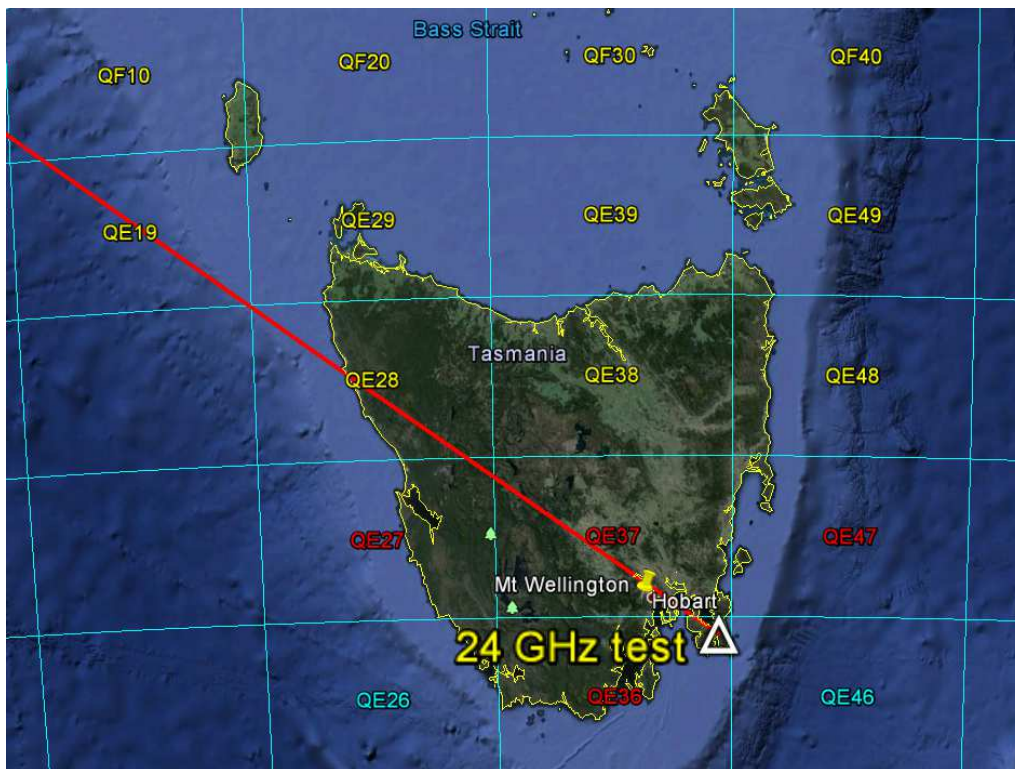 Bass Strait
QF10
QF20
QF30
QF40
QE19
QE29
QE39
QE49
Tasmania
QE28
QE38
QE48
QE27
QE37
QE47
Mt Wellington
Hobart
24 GHz test
QE26
QE36
QE46